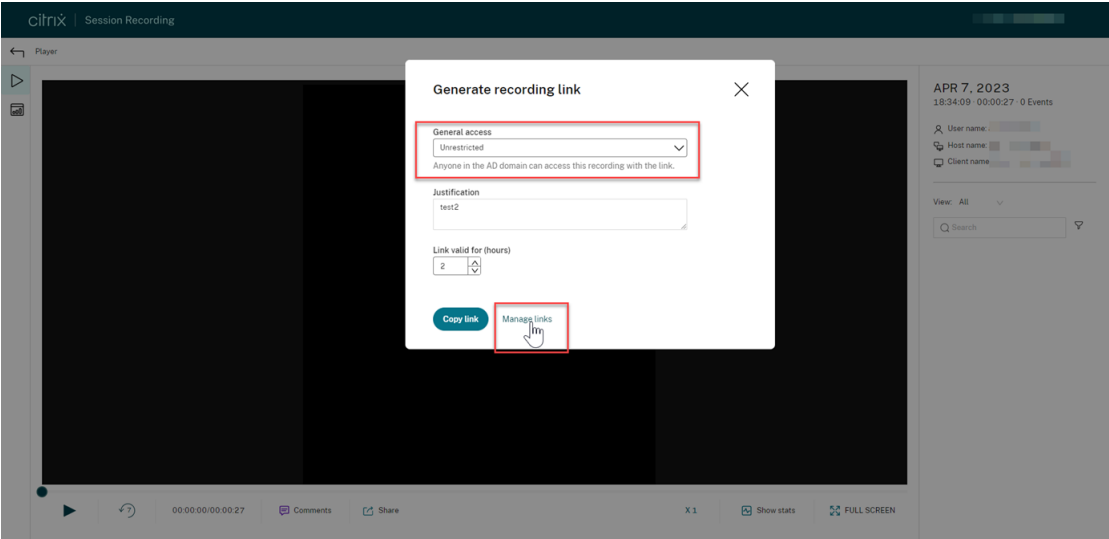 citrix | Session Recording
Player
Generate recording link
General access
Unrestricted
Anyone in the AD domain can access this recording with the link.
Justification
test2
Link valid for (hours)
2
Copy link
Manage links
APR 7, 2023
18:34:09 · 00:00:27 · 0 Events
User name:
Host name:
Client name
View: All
Search
00:00:00/00:00:27
Comments
Share
X 1
Show stats
FULL SCREEN